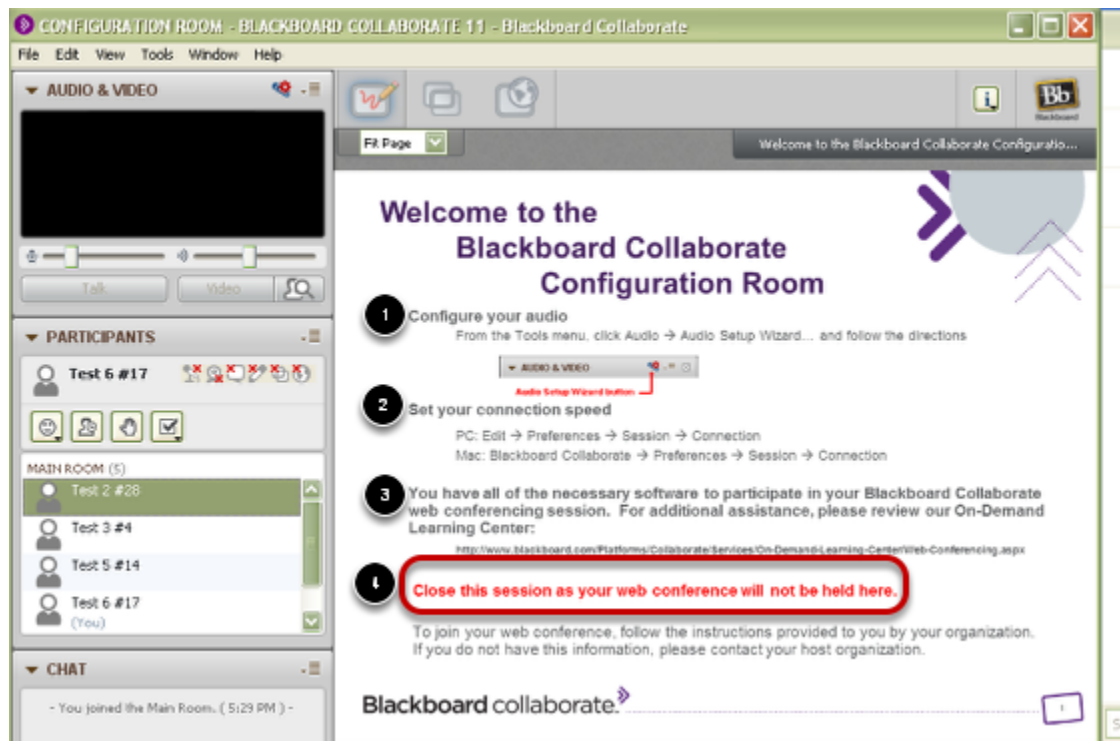 CONFIGURATION ROOM - BLACKBOARD COLLABORATE 11 - Blackboard Collaborate
File Edit View Tools Window Help
AUDIO & VIDEO
Talk Video
PARTICIPANTS
Test 6 #17
MAIN ROOM (5)
Test 2 #28
Test 3 #4
Test 5 #14
Test 6 #17
(You)
CHAT
- You joined the Main Room. ( 5:29 PM ) -
Bb
Blackboard
Fit Page
Welcome to the Blackboard Collaborate Configuratio...
Welcome to the
Blackboard Collaborate
Configuration Room
1 Configure your audio
From the Tools menu, click Audio → Audio Setup Wizard... and follow the directions
AUDIO & VIDEO
Audio Setup Wizard button
2 Set your connection speed
PC: Edit → Preferences → Session → Connection
Mac: Blackboard Collaborate → Preferences → Session → Connection
3 You have all of the necessary software to participate in your Blackboard Collaborate
web conferencing session. For additional assistance, please review our On-Demand
Learning Center:
http://www.blackboard.com/Platforms/Collaborate/Services/On-Demand-Learning-Center/Web-Conferencing.aspx
4 Close this session as your web conference will not be held here.
To join your web conference, follow the instructions provided to you by your organization.
If you do not have this information, please contact your host organization.
Blackboard collaborate.